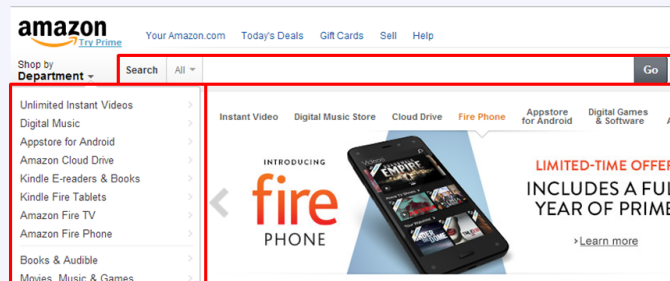 amazon
Try Prime
Your Amazon.com Today's Deals Gift Cards Sell Help
Shop by
Department
Search All Go
Unlimited Instant Videos
Digital Music
Appstore for Android
Amazon Cloud Drive
Kindle E-readers & Books
Kindle Fire Tablets
Amazon Fire TV
Amazon Fire Phone
Books & Audible
Movies, Music & Games
Instant Video Digital Music Store Cloud Drive Fire Phone Appstore for Android Digital Games & Software
INTRODUCING
fire
PHONE
Videos
EMPIRE
LIMITED-TIME OFFE
INCLUDES A FUL
YEAR OF PRIME
› Learn more